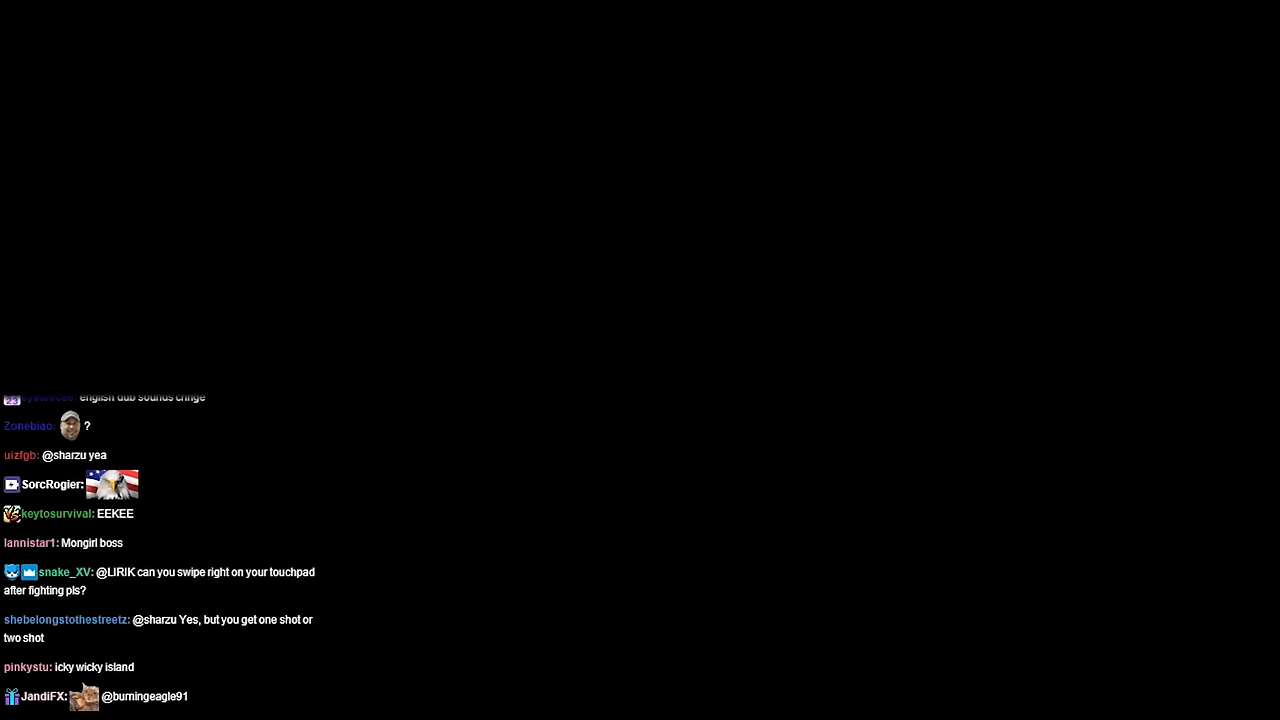 english dub sounds cringe
Zonebiao: ?
uizfgb: @sharzu yea
SorcRogier:
keytosurvival: EEKEE
lannistar1: Mongirl boss
snake_XV: @LIRIK can you swipe right on your touchpad
after fighting pls?
shebelongstothestreetz: @sharzu Yes, but you get one shot or
two shot
pinkystu: icky wicky island
JandiFX: @burningeagle91